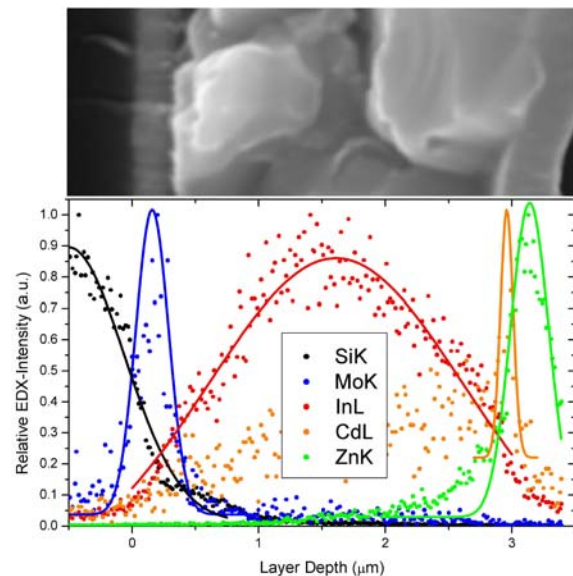 1.0
0.9
0.8
0.7
0.6
0.5
0.4
0.3
0.2
0.1
0.0
Relative EDX-Intensity (a.u.)
SiK
MoK
InL
CdL
ZnK
0 1 2 3
Layer Depth (μm)